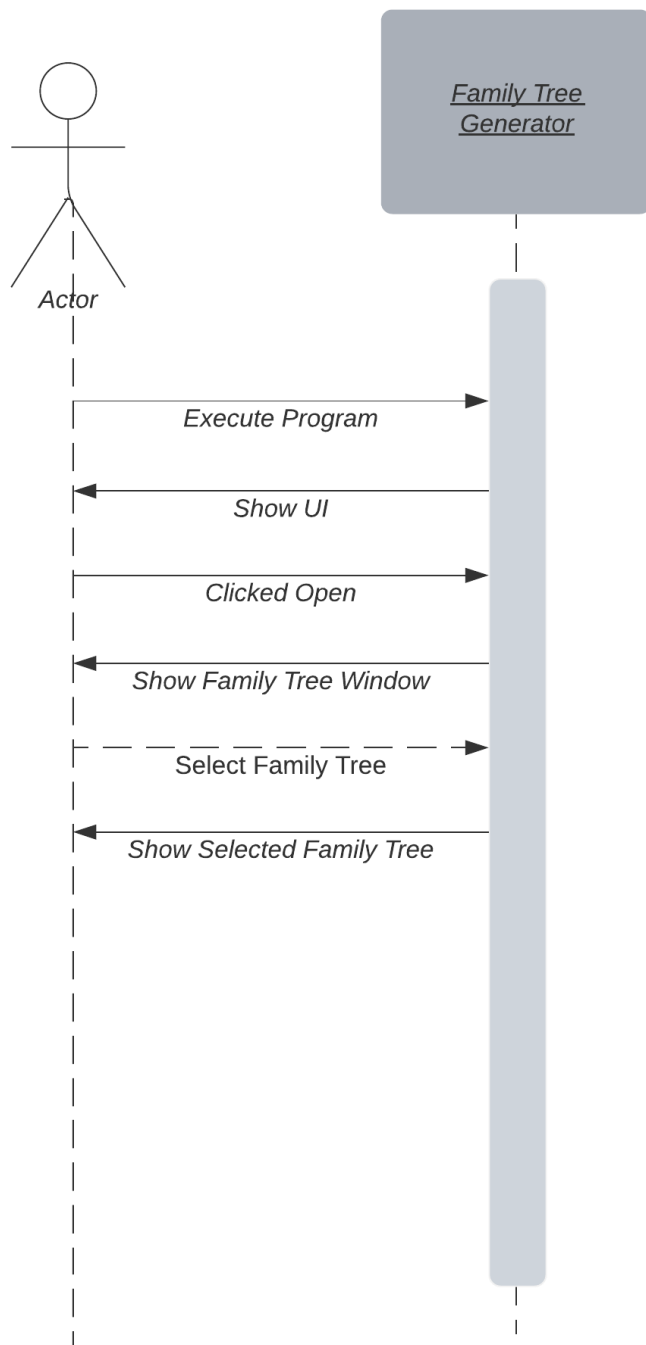 Family Tree
Generator
Actor
Execute Program
Show UI
Clicked Open
Show Family Tree Window
Select Family Tree
Show Selected Family Tree